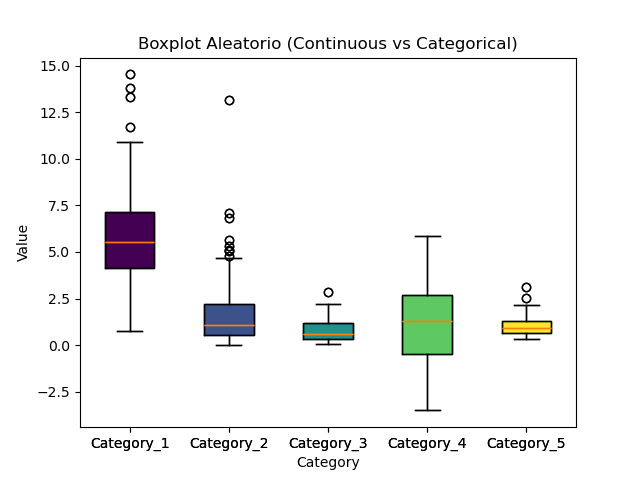 Boxplot Aleatorio (Continuous vs Categorical)
15.0
12.5
10.0
7.5
5.0
2.5
0.0
−2.5
Value
Category_1 Category_2 Category_3 Category_4 Category_5
Category